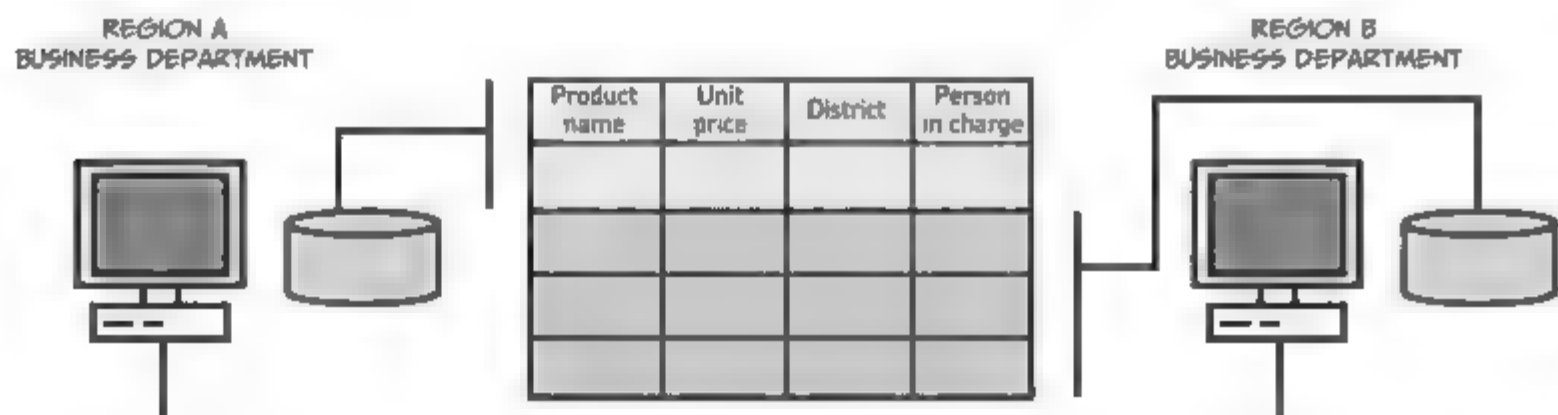 REGION A
BUSINESS DEPARTMENT
REGION B
BUSINESS DEPARTMENT
Product name
Unit price
District
Person in charge